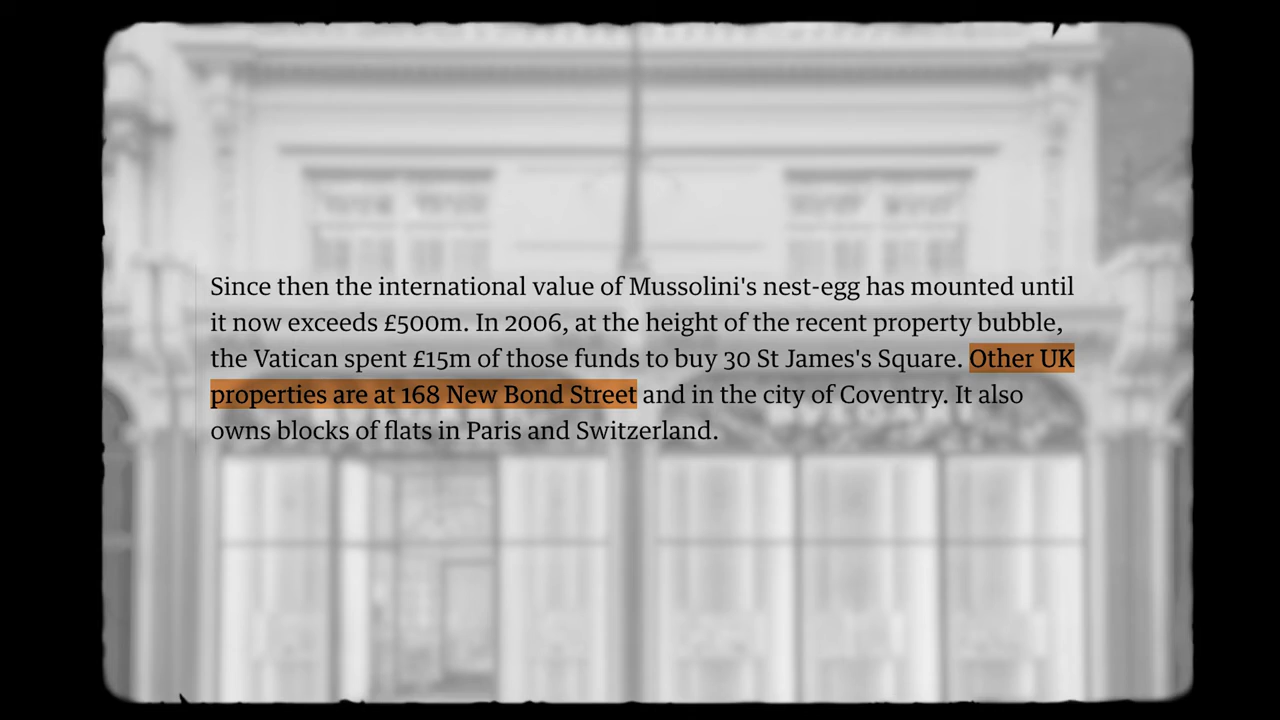 Since then the international value of Mussolini's nest-egg has mounted until
it now exceeds £500m. In 2006, at the height of the recent property bubble,
the Vatican spent £15m of those funds to buy 30 St James's Square. Other UK
properties are at 168 New Bond Street and in the city of Coventry. It also
owns blocks of flats in Paris and Switzerland.